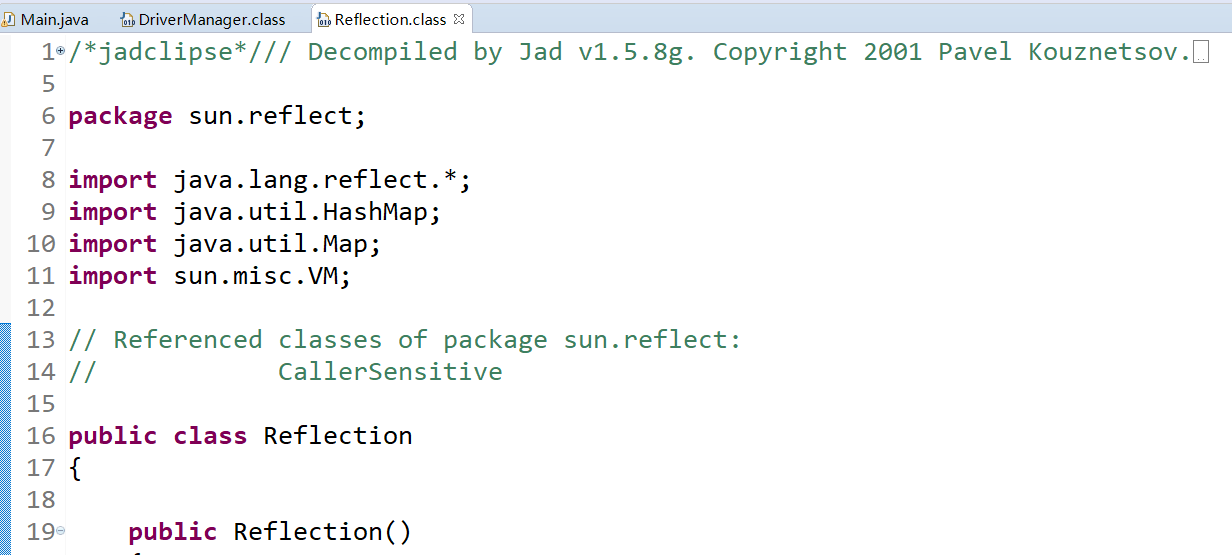 Main.java DriverManager.class Reflection.class
1 /*jadclipse*/// Decompiled by Jad v1.5.8g. Copyright 2001 Pavel Kouznetsov.
5
6 package sun.reflect;
7
8 import java.lang.reflect.*;
9 import java.util.HashMap;
10 import java.util.Map;
11 import sun.misc.VM;
12
13 // Referenced classes of package sun.reflect:
14 //            CallerSensitive
15
16 public class Reflection
17 {
18
19     public Reflection()